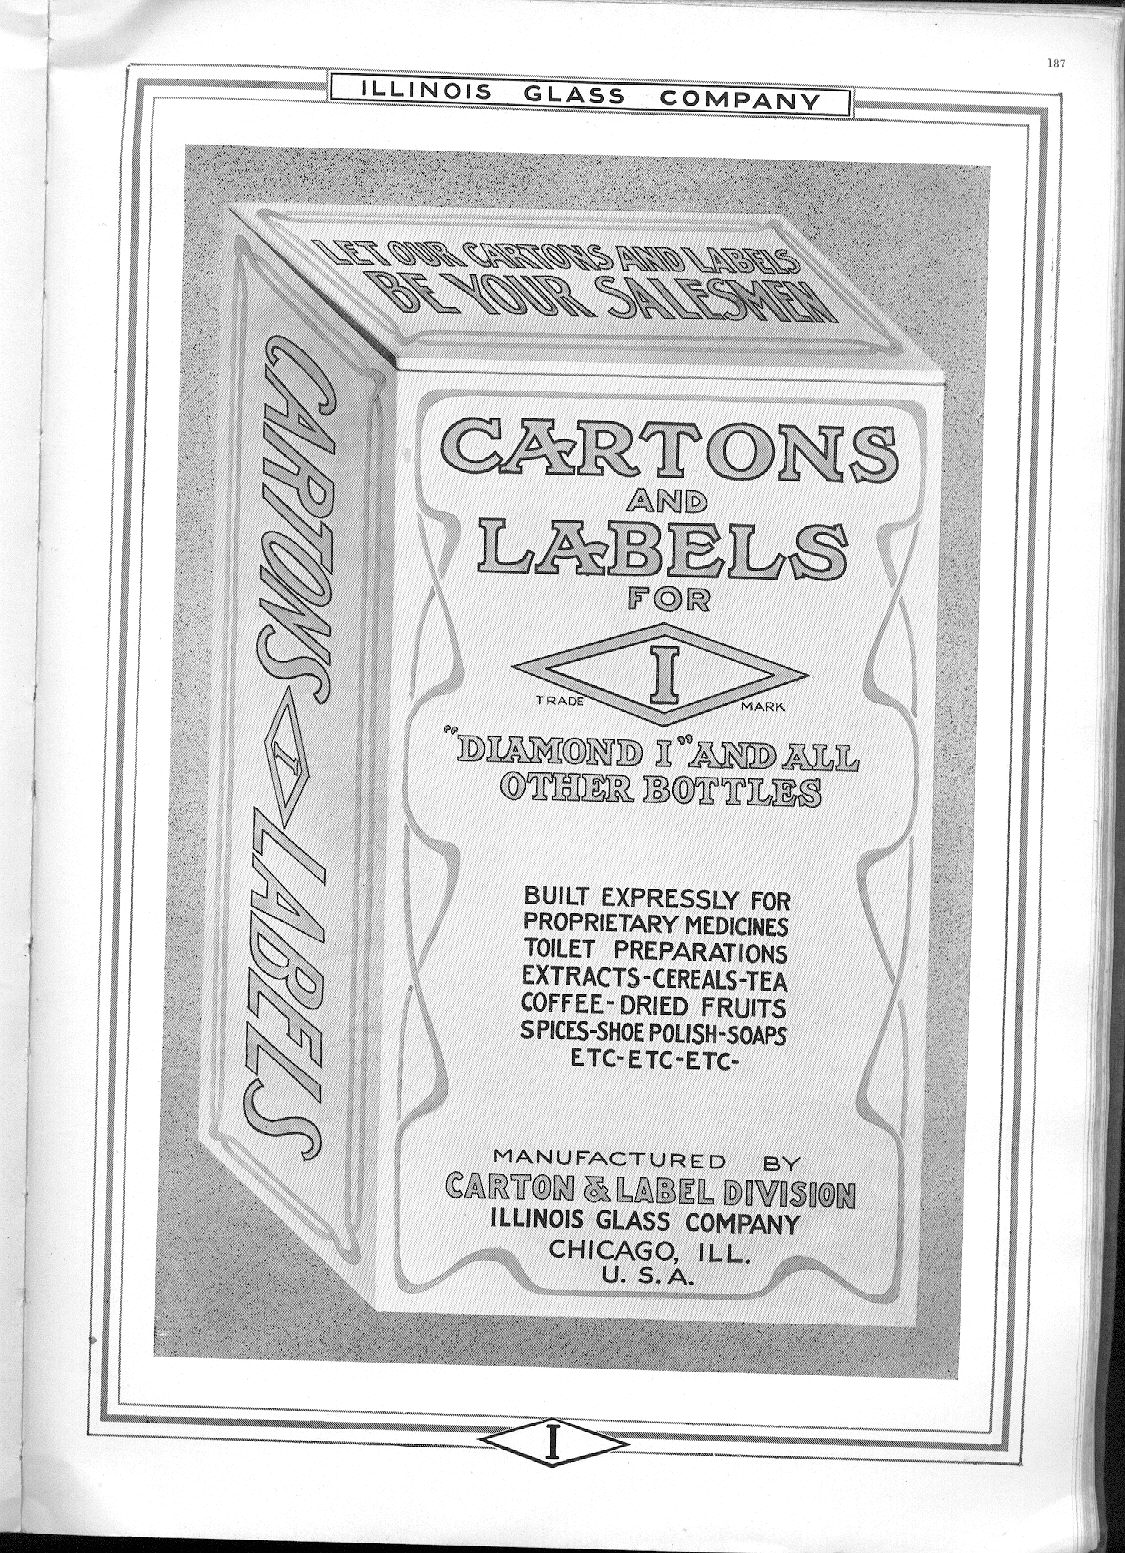 187
ILLINOIS GLASS COMPANY
LET OUR CARTONS AND LABELS
BE YOUR SALESMEN
CARTONS I LABELS
CARTONS
AND
LABELS
FOR
I
TRADE MARK
"DIAMOND I" AND ALL
OTHER BOTTLES
BUILT EXPRESSLY FOR
PROPRIETARY MEDICINES
TOILET PREPARATIONS
EXTRACTS-CEREALS-TEA
COFFEE-DRIED FRUITS
SPICES-SHOE POLISH-SOAPS
ETC-ETC-ETC-
MANUFACTURED BY
CARTON & LABEL DIVISION
ILLINOIS GLASS COMPANY
CHICAGO, ILL.
U. S. A.
I